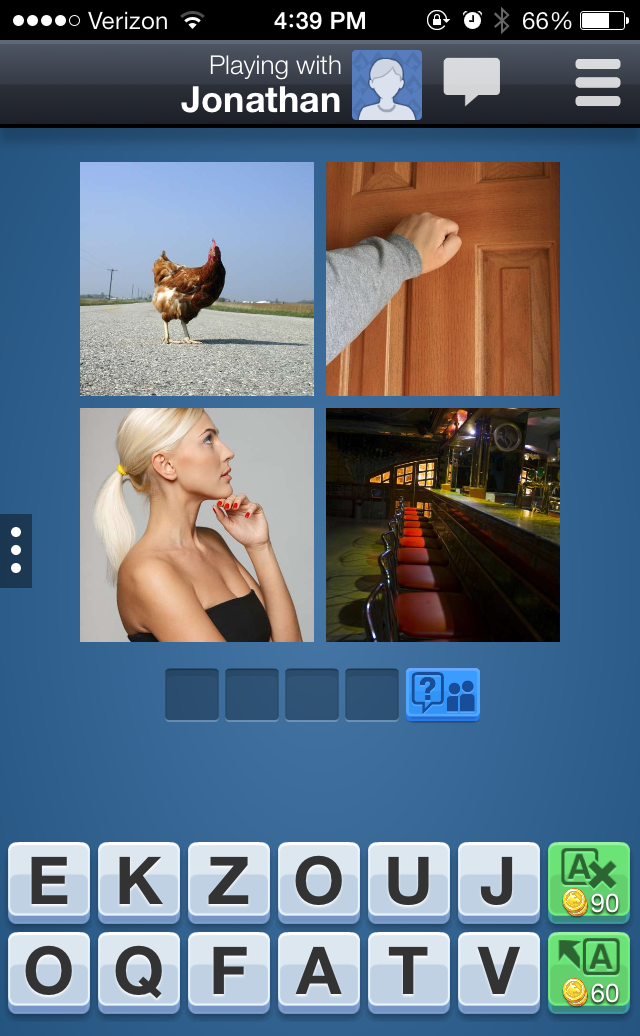 Verizon 4:39 PM 66%
Playing with
Jonathan
?
E K Z O U J A 90
O Q F A T V A 60